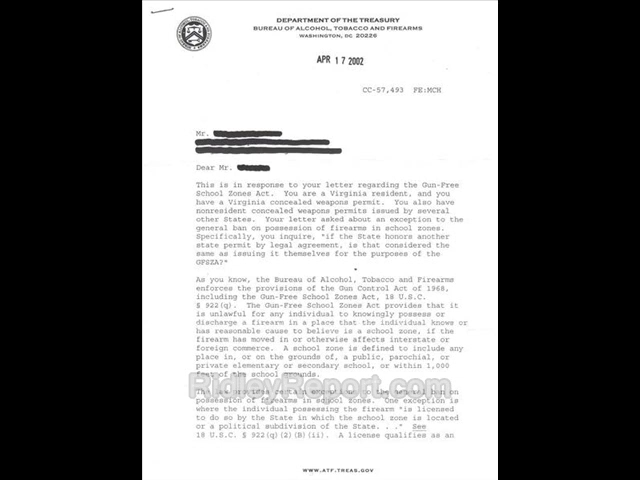 DEPARTMENT OF THE TREASURY
BUREAU OF ALCOHOL, TOBACCO AND FIREARMS
WASHINGTON, DC 20226
APR 17 2002
CC-57,493 FE:MCH
Mr.
Dear Mr.
This is in response to your letter regarding the Gun-Free
School Zones Act. You are a Virginia resident, and you
have a Virginia concealed weapons permit. You also have
nonresident concealed weapons permits issued by several
other States. Your letter asked about an exception to the
general ban on possession of firearms in school zones.
Specifically, you inquire, "if the State honors another
state permit by legal agreement, is that considered the
same as issuing it themselves for the purposes of the
GFSZA?"
As you know, the Bureau of Alcohol, Tobacco and Firearms
enforces the provisions of the Gun Control Act of 1968,
including the Gun-Free School Zones Act, 18 U.S.C.
§ 922(q). The Gun-Free School Zones Act provides that it
is unlawful for any individual to knowingly possess or
discharge a firearm in a place that the individual knows or
has reasonable cause to believe is a school zone, if the
firearm has moved in or otherwise affects interstate or
foreign commerce. A school zone is defined to include any
place in, or on the grounds of, a public, parochial, or
private elementary or secondary school, or within 1,000
feet of the school grounds.
RidleyReport.com
The law provides certain exceptions to the general ban on
possession of firearms in school zones. One exception is
where the individual possessing the firearm "is licensed
to do so by the State in which the school zone is located
or a political subdivision of the State. . ." See
18 U.S.C. § 922(q)(2)(B)(ii). A license qualifies as an
WWW.ATF.TREAS.GOV